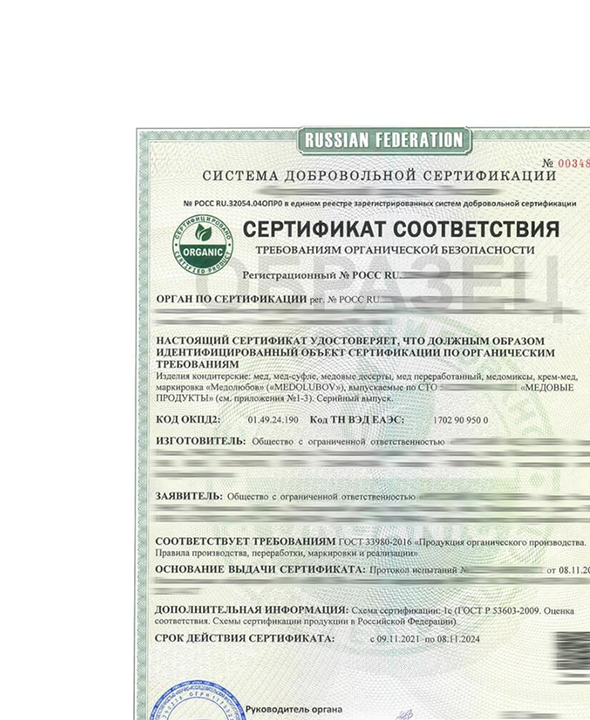 RUSSIAN FEDERATION
№ 00348
СИСТЕМА ДОБРОВОЛЬНОЙ СЕРТИФИКАЦИИ
№ РОСС RU.32054.04ОПР0 в едином реестре зарегистрированных систем добровольной сертификации
СЕРТИФИЦИРОВАНО
ORGANIC
CERTIFIED PRODUCT
СЕРТИФИКАТ СООТВЕТСТВИЯ
ТРЕБОВАНИЯМ ОРГАНИЧЕСКОЙ БЕЗОПАСНОСТИ
ОБРАЗЕЦ
Регистрационный № РОСС RU.
ОРГАН ПО СЕРТИФИКАЦИИ рег. № РОСС RU.
НАСТОЯЩИЙ СЕРТИФИКАТ УДОСТОВЕРЯЕТ, ЧТО ДОЛЖНЫМ ОБРАЗОМ
ИДЕНТИФИЦИРОВАННЫЙ ОБЪЕКТ СЕРТИФИКАЦИИ ПО ОРГАНИЧЕСКИМ
ТРЕБОВАНИЯМ
Изделия кондитерские: мед, мед-суфле, медовые десерты, мед переработанный, медомиксы, крем-мед,
маркировка «Медолюбов» («MEDOLUBOV»), выпускаемые по СТО «МЕДОВЫЕ
ПРОДУКТЫ» (см. приложения №1-3). Серийный выпуск.
КОД ОКПД2: 01.49.24.190 Код ТН ВЭД ЕАЭС: 1702 90 950 0
ИЗГОТОВИТЕЛЬ: Общество с ограниченной ответственностью
ЗАЯВИТЕЛЬ: Общество с ограниченной ответственностью
СООТВЕТСТВУЕТ ТРЕБОВАНИЯМ ГОСТ 33980-2016 «Продукция органического производства.
Правила производства, переработки, маркировки и реализации»
ОСНОВАНИЕ ВЫДАЧИ СЕРТИФИКАТА: Протокол испытаний № от 08.11.20
ДОПОЛНИТЕЛЬНАЯ ИНФОРМАЦИЯ: Схема сертификации: 1с (ГОСТ Р 53603-2009. Оценка
соответствия. Схемы сертификации продукции в Российской Федерации)
СРОК ДЕЙСТВИЯ СЕРТИФИКАТА: с 09.11.2021 по 08.11.2024
Руководитель органа